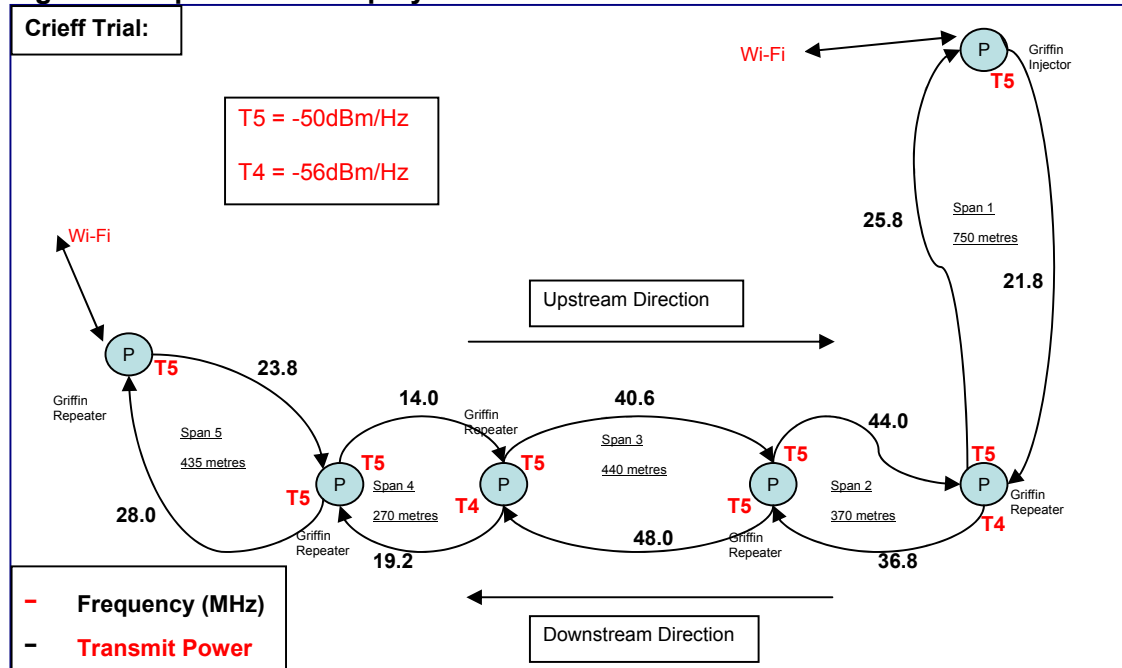 Crieff Trial:
Wi-Fi
P
Griffin
Injector
T5
T5 = -50dBm/Hz
T4 = -56dBm/Hz
25.8
Span 1
750 metres
21.8
Wi-Fi
Upstream Direction
P
T5
23.8
Griffin
Repeater
14.0
Griffin
Repeater
40.6
44.0
Span 5
435 metres
Span 3
440 metres
T5
T5
T5
T5
P
Span 4
270 metres
P
P
Span 2
370 metres
P
T5
T4
T5
Griffin
Repeater
T4
28.0
Griffin
Repeater
19.2
48.0
Griffin
Repeater
36.8
- Frequency (MHz)
- Transmit Power
Downstream Direction